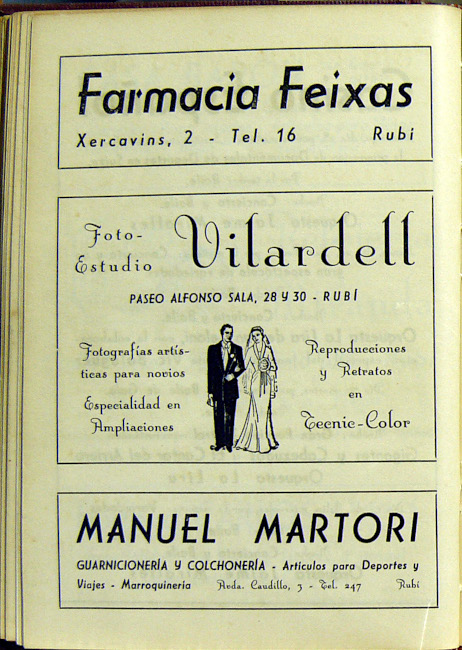 Farmacia Feixas
Xercavins, 2 - Tel. 16 Rubí
Foto-
Estudio
Vilardell
PASEO ALFONSO SALA, 28 Y 30 - RUBÍ
Fotografías artís-
ticas para novios
Especialidad en
Ampliaciones
Reproducciones
y Retratos
en
Tecnic-Color
MANUEL MARTORI
GUARNICIONERÍA Y COLCHONERÍA - Artículos para Deportes y
Viajes - Marroquineria Avda. Caudillo, 3 - Tel. 247 Rubí